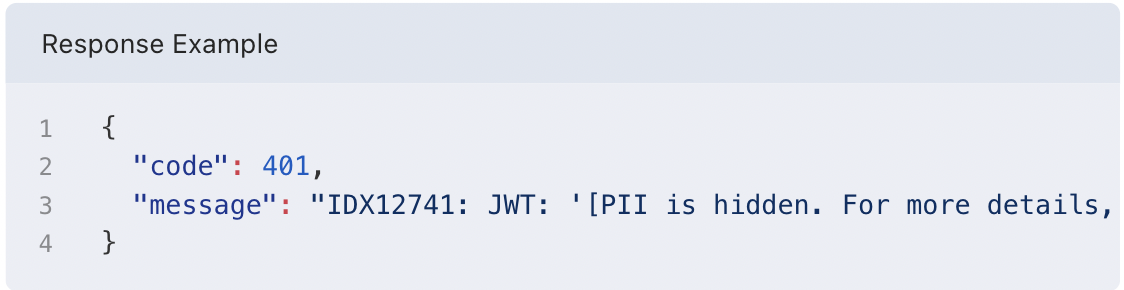 Response Example
1 {
2 "code": 401,
3 "message": "IDX12741: JWT: '[PII is hidden. For more details,
4 }